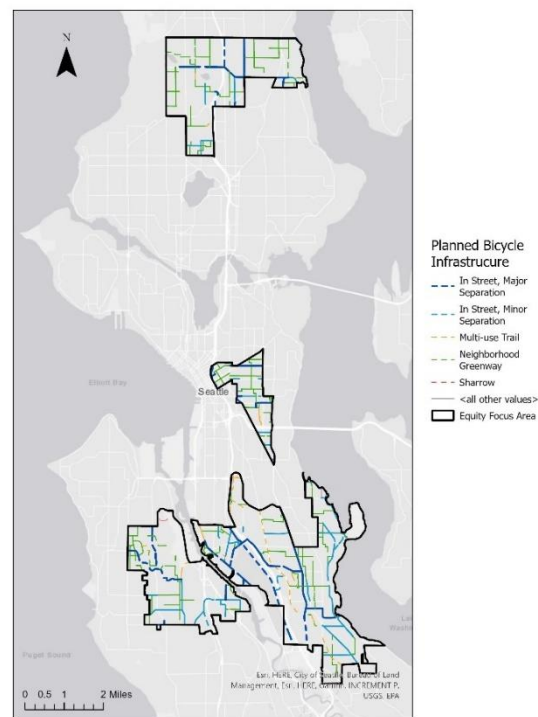 N
Planned Bicycle
Infrastrucure
In Street, Major
Separation
In Street, Minor
Separation
Multi-use Trail
Neighborhood
Greenway
Sharrow
<all other values>
Equity Focus Area
Elliott Bay
Seattle
Puget Sound
Esri, HERE, City of Seattle, Bureau of Land
Management, Esri, HERE, Garmin, INCREMENT P,
USGS, EPA
0 0.5 1 2 Miles